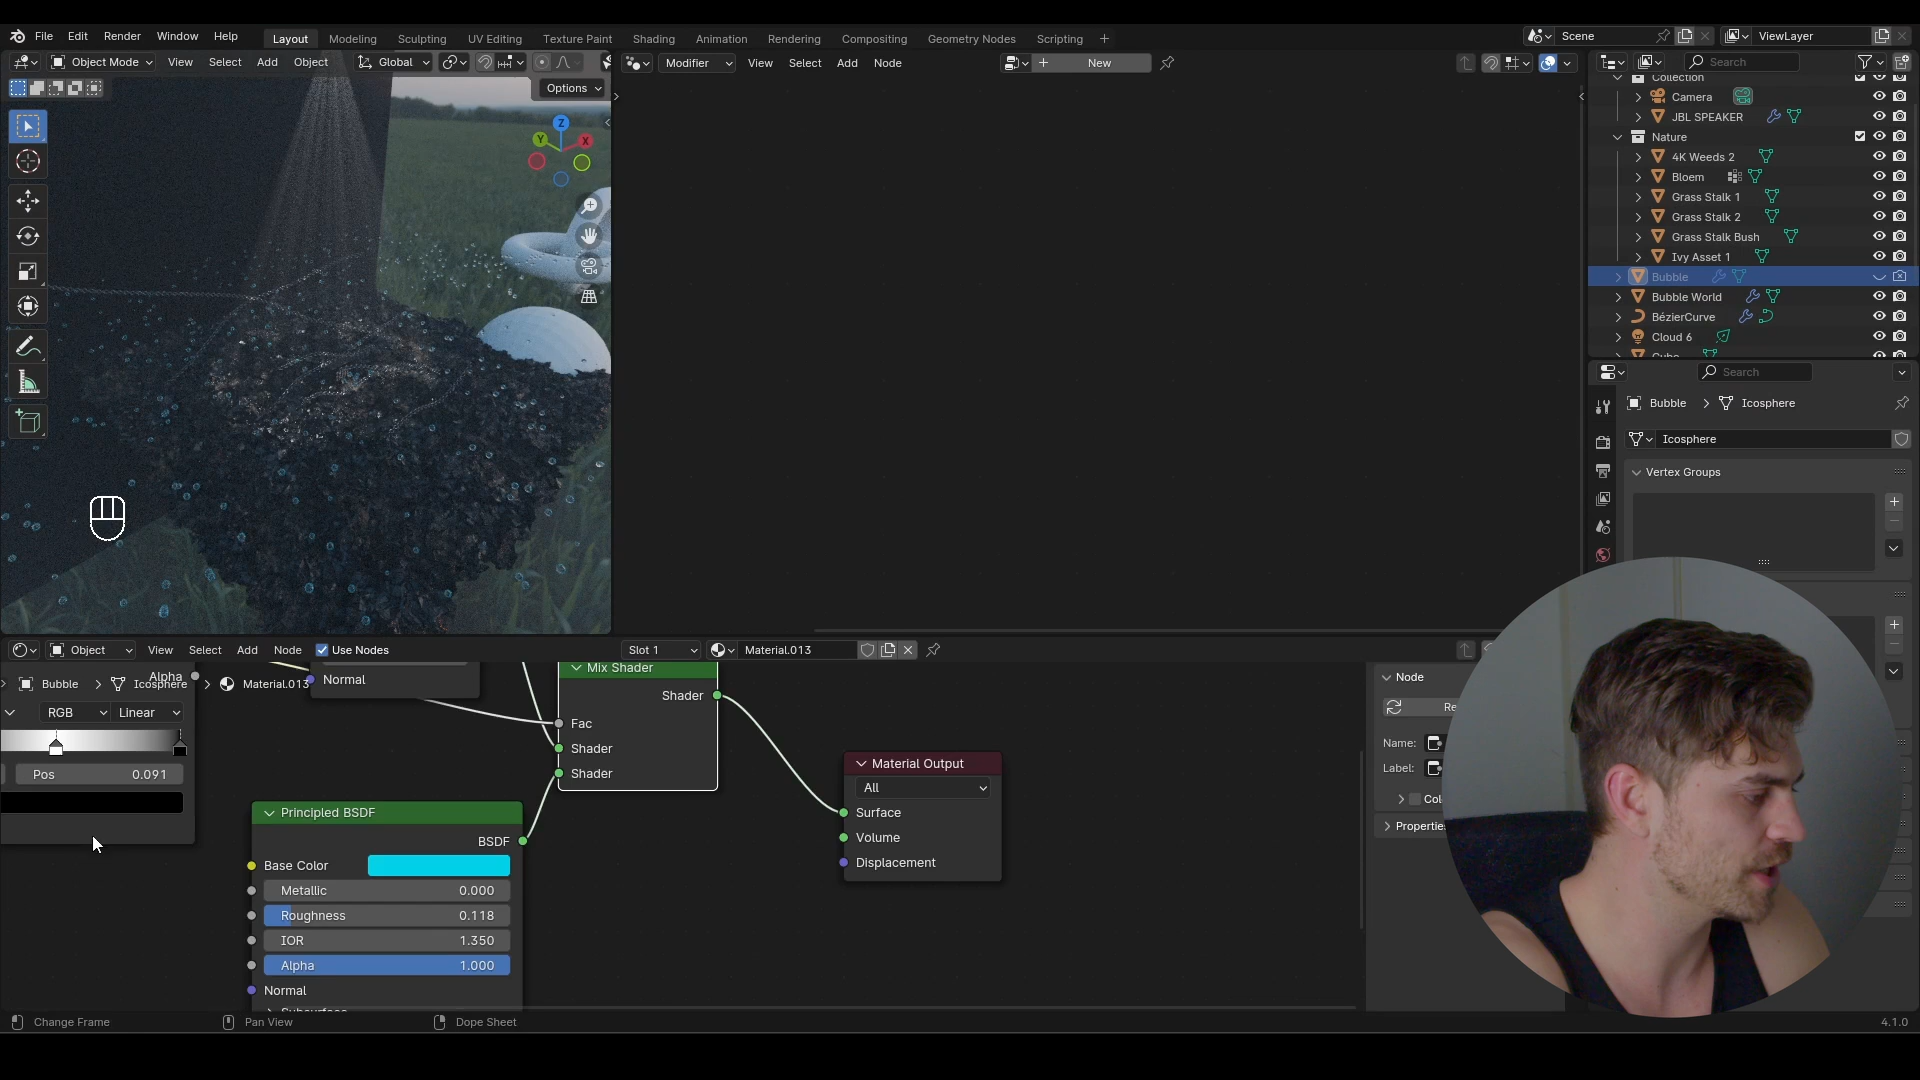 File Edit Render Window Help Layout Modeling Sculpting UV Editing Texture Paint Shading Animation Rendering Compositing Geometry Nodes Scripting + Scene ViewLayer
Object Mode View Select Add Object Global Modifier View Select Add Node New Search
Options
Collection
Camera
JBL SPEAKER
Nature
4K Weeds 2
Bloem
Grass Stalk 1
Grass Stalk 2
Grass Stalk Bush
Ivy Asset 1
Bubble
Bubble World
BézierCurve
Cloud 6
Cube
Z
Y
X
Search
Bubble Icosphere
Icosphere
Vertex Groups
Object View Select Add Node Use Nodes Slot 1 Material.013
Alpha
Bubble Icosphere Material.013
RGB Linear
Pos 0.091
Normal
Mix Shader
Shader
Fac
Shader
Shader
Material Output
All
Surface
Volume
Displacement
Principled BSDF
BSDF
Base Color
Metallic 0.000
Roughness 0.118
IOR 1.350
Alpha 1.000
Normal
Node
Name:
Label:
Change Frame Pan View Dope Sheet 4.1.0